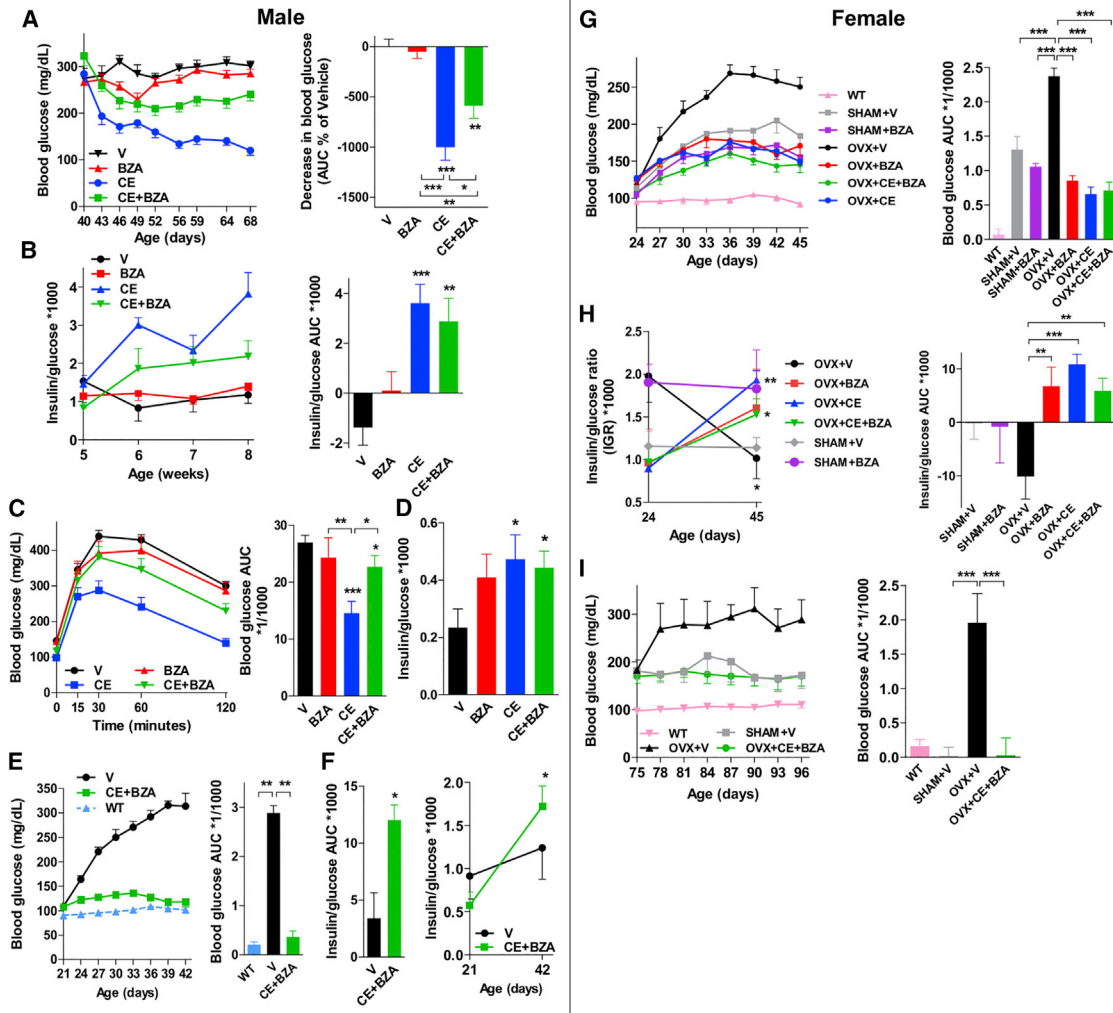 Male
A
Blood glucose (mg/dL)
300
200
100
V
BZA
CE
CE+BZA
40 43 46 49 52 56 59 64 68
Age (days)
Decrease in blood glucose
(AUC % of Vehicle)
0
-500
-1000
-1500
***
**
***
*
**
V
BZA
CE
CE+BZA
B
Insulin/glucose *1000
4
3
2
1
0
V
BZA
CE
CE+BZA
5 6 7 8
Age (weeks)
Insulin/glucose AUC *1000
4
2
0
-2
***
**
V
BZA
CE
CE+BZA
C
Blood glucose (mg/dL)
400
300
200
100
0
V
BZA
CE
CE+BZA
0 15 30 60 120
Time (minutes)
Blood glucose AUC
*1/1000
30
20
10
0
**
*
***
*
V
BZA
CE
CE+BZA
D
Insulin/glucose *1000
0.6
0.4
0.2
0.0
*
*
V
BZA
CE
CE+BZA
E
Blood glucose (mg/dL)
350
300
250
200
150
100
50
0
V
CE+BZA
WT
21 24 27 30 33 36 39 42
Age (days)
Blood glucose AUC *1/1000
3
2
1
0
** **
WT
V
CE+BZA
F
Insulin/glucose AUC *1000
15
10
5
0
*
V
CE+BZA
Insulin/glucose *1000
2.0
1.5
1.0
0.5
0.0
*
V
CE+BZA
21 42
Age (days)
Female
G
Blood glucose (mg/dL)
300
250
200
150
100
WT
SHAM+V
SHAM+BZA
OVX+V
OVX+BZA
OVX+CE+BZA
OVX+CE
24 27 30 33 36 39 42 45
Age (days)
Blood glucose AUC *1/1000
2.5
2.0
1.5
1.0
0.5
0.0
***
*** ***
*** ***
WT
SHAM+V
SHAM+BZA
OVX+V
OVX+BZA
OVX+CE
OVX+CE+BZA
H
Insulin/glucose ratio
(IGR) *1000
2.0
1.5
1.0
0.5
**
*
*
OVX+V
OVX+BZA
OVX+CE
OVX+CE+BZA
SHAM+V
SHAM+BZA
24 45
Age (days)
Insulin/glucose AUC *1000
10
0
-10
**
***
**
SHAM+V
SHAM+BZA
OVX+V
OVX+BZA
OVX+CE
OVX+CE+BZA
I
Blood glucose (mg/dL)
300
200
100
0
WT
SHAM+V
OVX+V
OVX+CE+BZA
75 78 81 84 87 90 93 96
Age (days)
Blood glucose AUC *1/1000
2.5
2.0
1.5
1.0
0.5
0.0
*** ***
WT
SHAM+V
OVX+V
OVX+CE+BZA